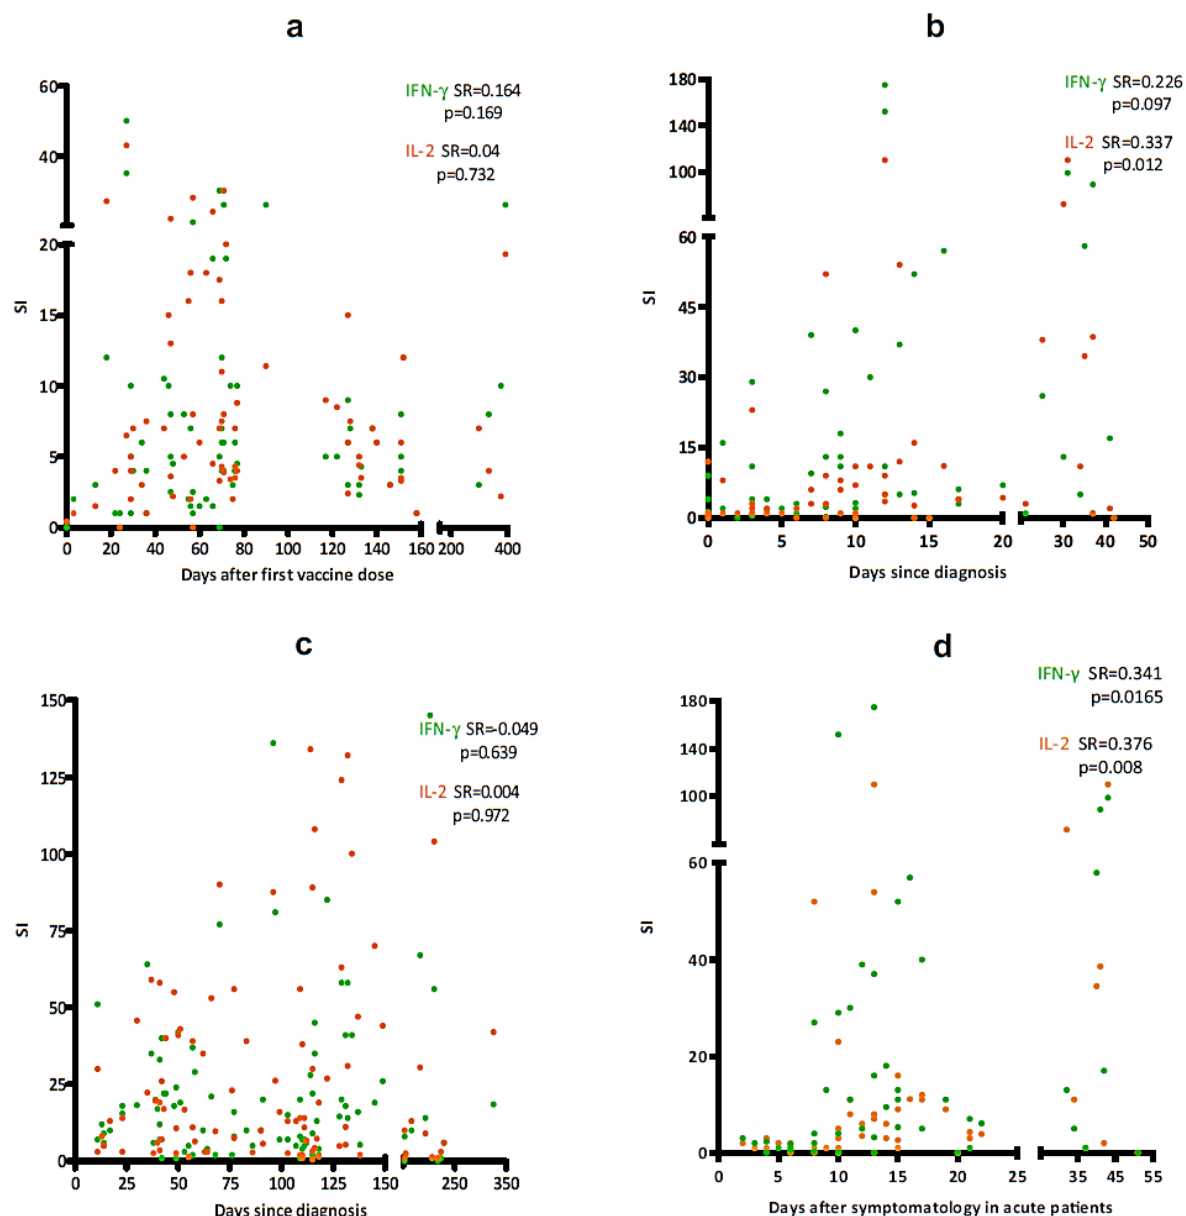 a
60
40
20
15
10
5
0
SI
IFN-γ SR=0.164
p=0.169
IL-2 SR=0.04
p=0.732
0 20 40 60 80 100 120 140 160 200 400
Days after first vaccine dose
b
180
140
100
60
45
30
15
0
SI
IFN-γ SR=0.226
p=0.097
IL-2 SR=0.337
p=0.012
0 5 10 15 20 30 40 50
Days since diagnosis
c
150
125
100
75
50
25
0
SI
IFN-γ SR=-0.049
p=0.639
IL-2 SR=0.004
p=0.972
0 25 50 75 100 125 150 250 350
Days since diagnosis
d
180
140
100
60
40
20
0
SI
IFN-γ SR=0.341
p=0.0165
IL-2 SR=0.376
p=0.008
0 5 10 15 20 25 35 45 55
Days after symptomatology in acute patients